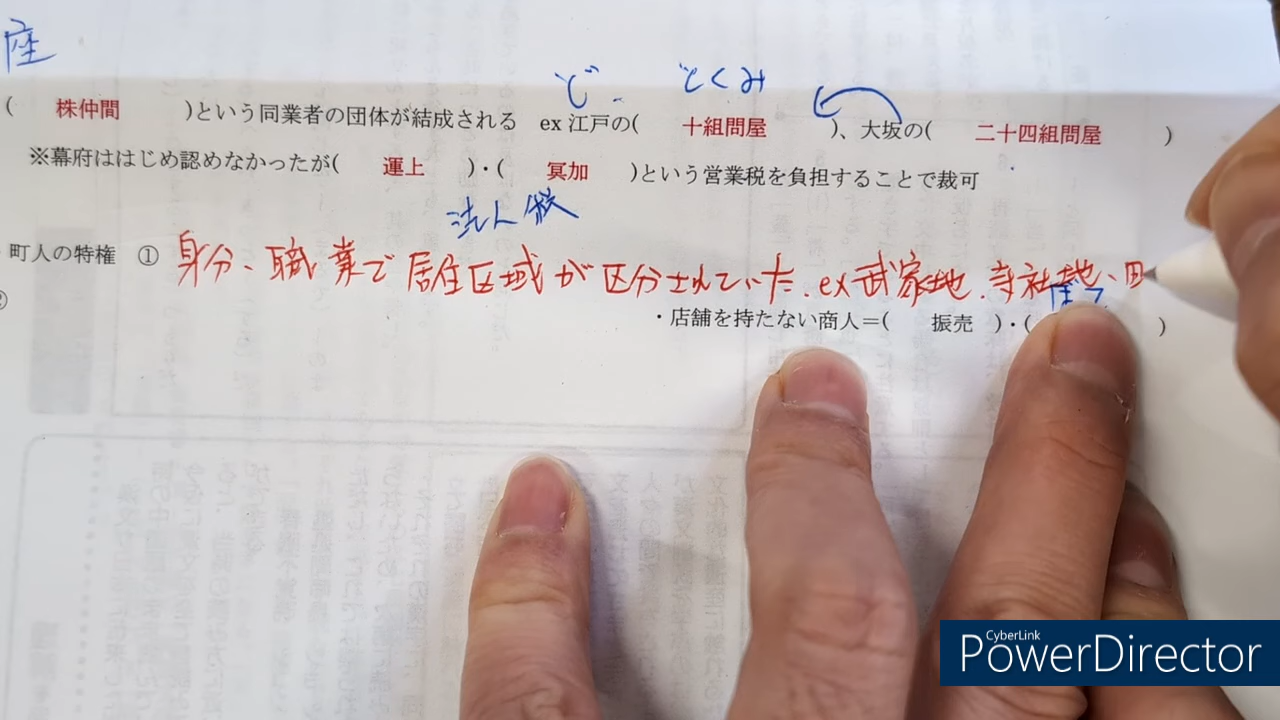 座
ど とくみ
( 株仲間 )という同業者の団体が結成される ex 江戸の( 十組問屋 )、大坂の( 二十四組問屋 )
※幕府ははじめ認めなかったが( 運上 )・( 冥加 )という営業税を負担することで裁可
法人税
町人の特権 ① 身分、職業で居住区域が区分されていた. ex 武家地、寺社地、
・店舗を持たない商人=( 振売 )・( )
CyberLink
PowerDirector